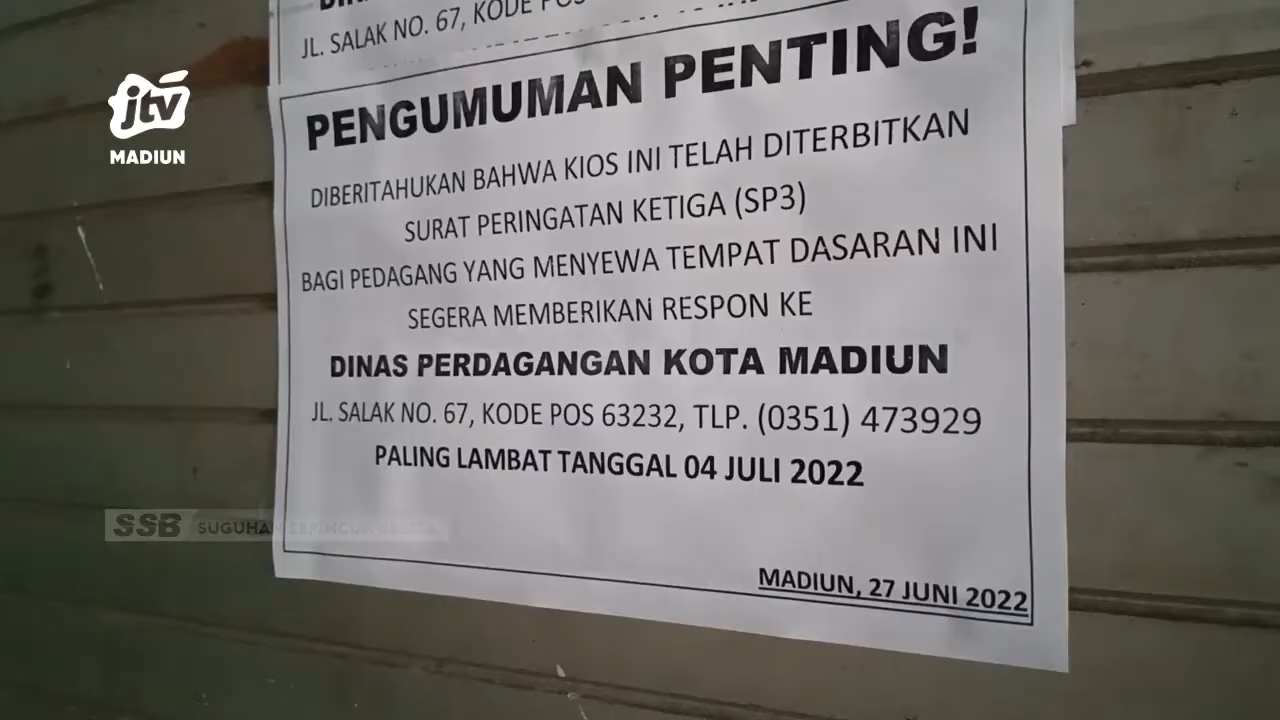 JL. SALAK NO. 67, KODE POS
PENGUMUMAN PENTING!
DIBERITAHUKAN BAHWA KIOS INI TELAH DITERBITKAN
SURAT PERINGATAN KETIGA (SP3)
BAGI PEDAGANG YANG MENYEWA TEMPAT DASARAN INI
SEGERA MEMBERIKAN RESPON KE
DINAS PERDAGANGAN KOTA MADIUN
JL. SALAK NO. 67, KODE POS 63232, TLP. (0351) 473929
PALING LAMBAT TANGGAL 04 JULI 2022
MADIUN, 27 JUNI 2022
jtv
MADIUN
SSB SUGUHAN